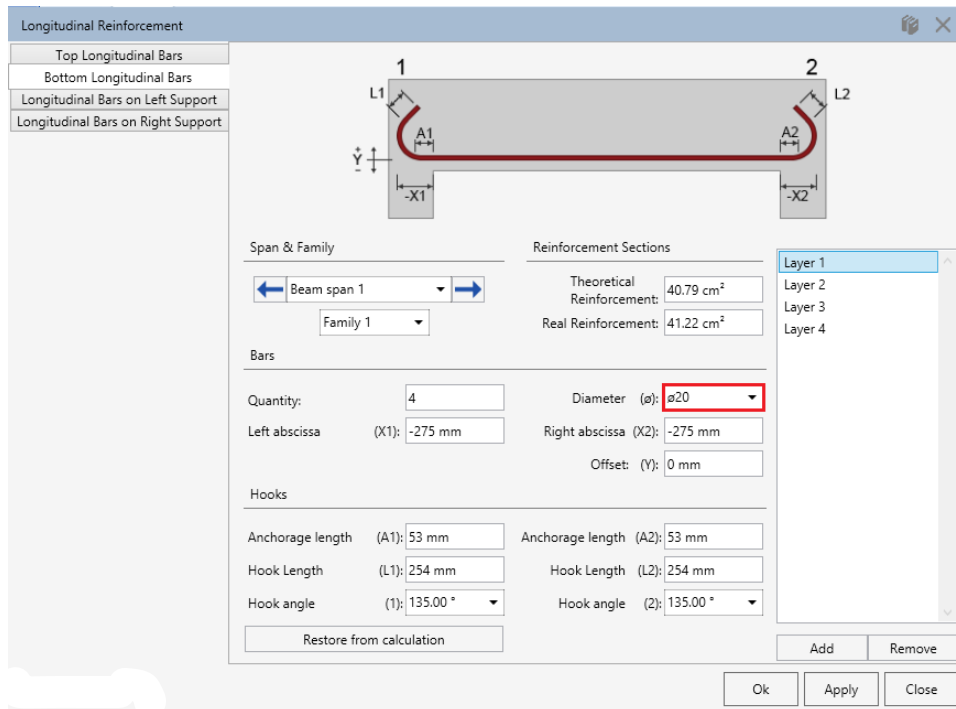 Longitudinal Reinforcement
Top Longitudinal Bars
Bottom Longitudinal Bars
Longitudinal Bars on Left Support
Longitudinal Bars on Right Support
1 2
L1 L2
A1 A2
+
Y
-
-X1 -X2
Span & Family Reinforcement Sections
Beam span 1
Family 1
Theoretical
Reinforcement: 40.79 cm²
Real Reinforcement: 41.22 cm²
Layer 1
Layer 2
Layer 3
Layer 4
Bars
Quantity: 4 Diameter (ø): ø20
Left abscissa (X1): -275 mm Right abscissa (X2): -275 mm
Offset: (Y): 0 mm
Hooks
Anchorage length (A1): 53 mm Anchorage length (A2): 53 mm
Hook Length (L1): 254 mm Hook Length (L2): 254 mm
Hook angle (1): 135.00 ° Hook angle (2): 135.00 °
Restore from calculation
Add Remove
Ok Apply Close